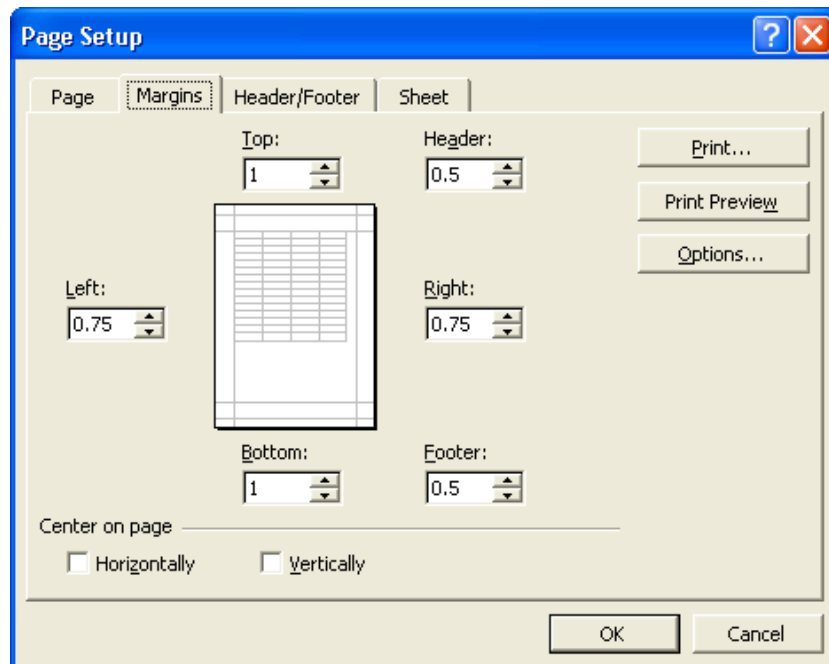 Page Setup
Page Margins Header/Footer Sheet
Top: Header:
1 0.5
Print...
Print Preview
Options...
Left: Right:
0.75 0.75
Bottom: Footer:
1 0.5
Center on page
Horizontally Vertically
OK Cancel